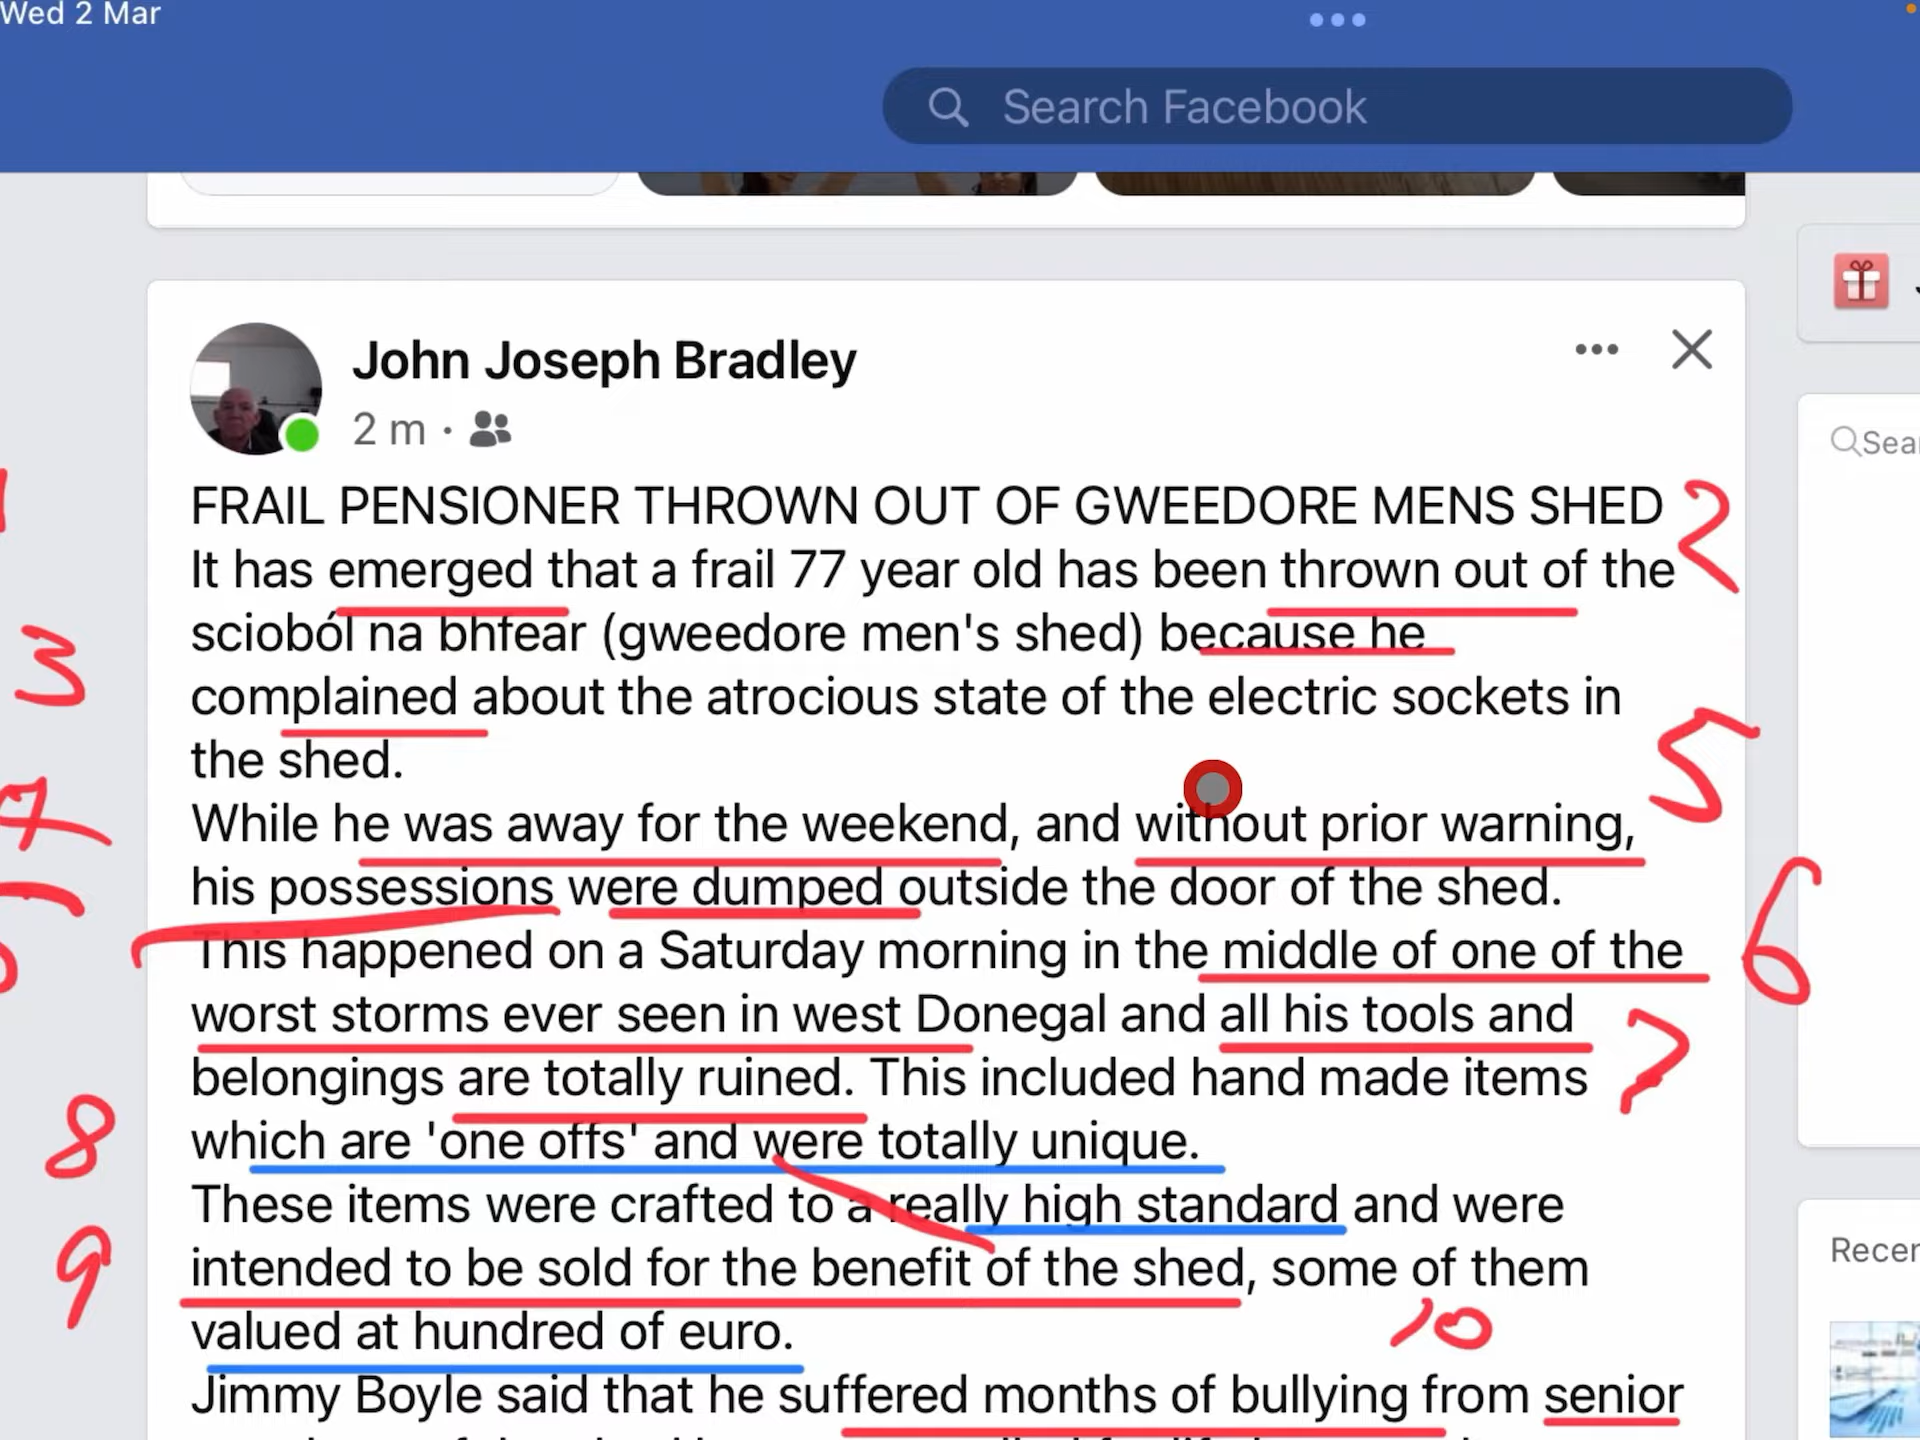 Wed 2 Mar
Search Facebook
John Joseph Bradley
2 m ·
FRAIL PENSIONER THROWN OUT OF GWEEDORE MENS SHED
2
1
It has emerged that a frail 77 year old has been thrown out of the
Sear
scioból na bhfear (gweedore men's shed) because he
3
complained about the atrocious state of the electric sockets in
5
the shed.
While he was away for the weekend, and without prior warning,
his possessions were dumped outside the door of the shed.
6
This happened on a Saturday morning in the middle of one of the
worst storms ever seen in west Donegal and all his tools and
7
belongings are totally ruined. This included hand made items
8
which are 'one offs' and were totally unique.
These items were crafted to a really high standard and were
9
intended to be sold for the benefit of the shed, some of them
Recen
valued at hundred of euro.
10
Jimmy Boyle said that he suffered months of bullying from senior